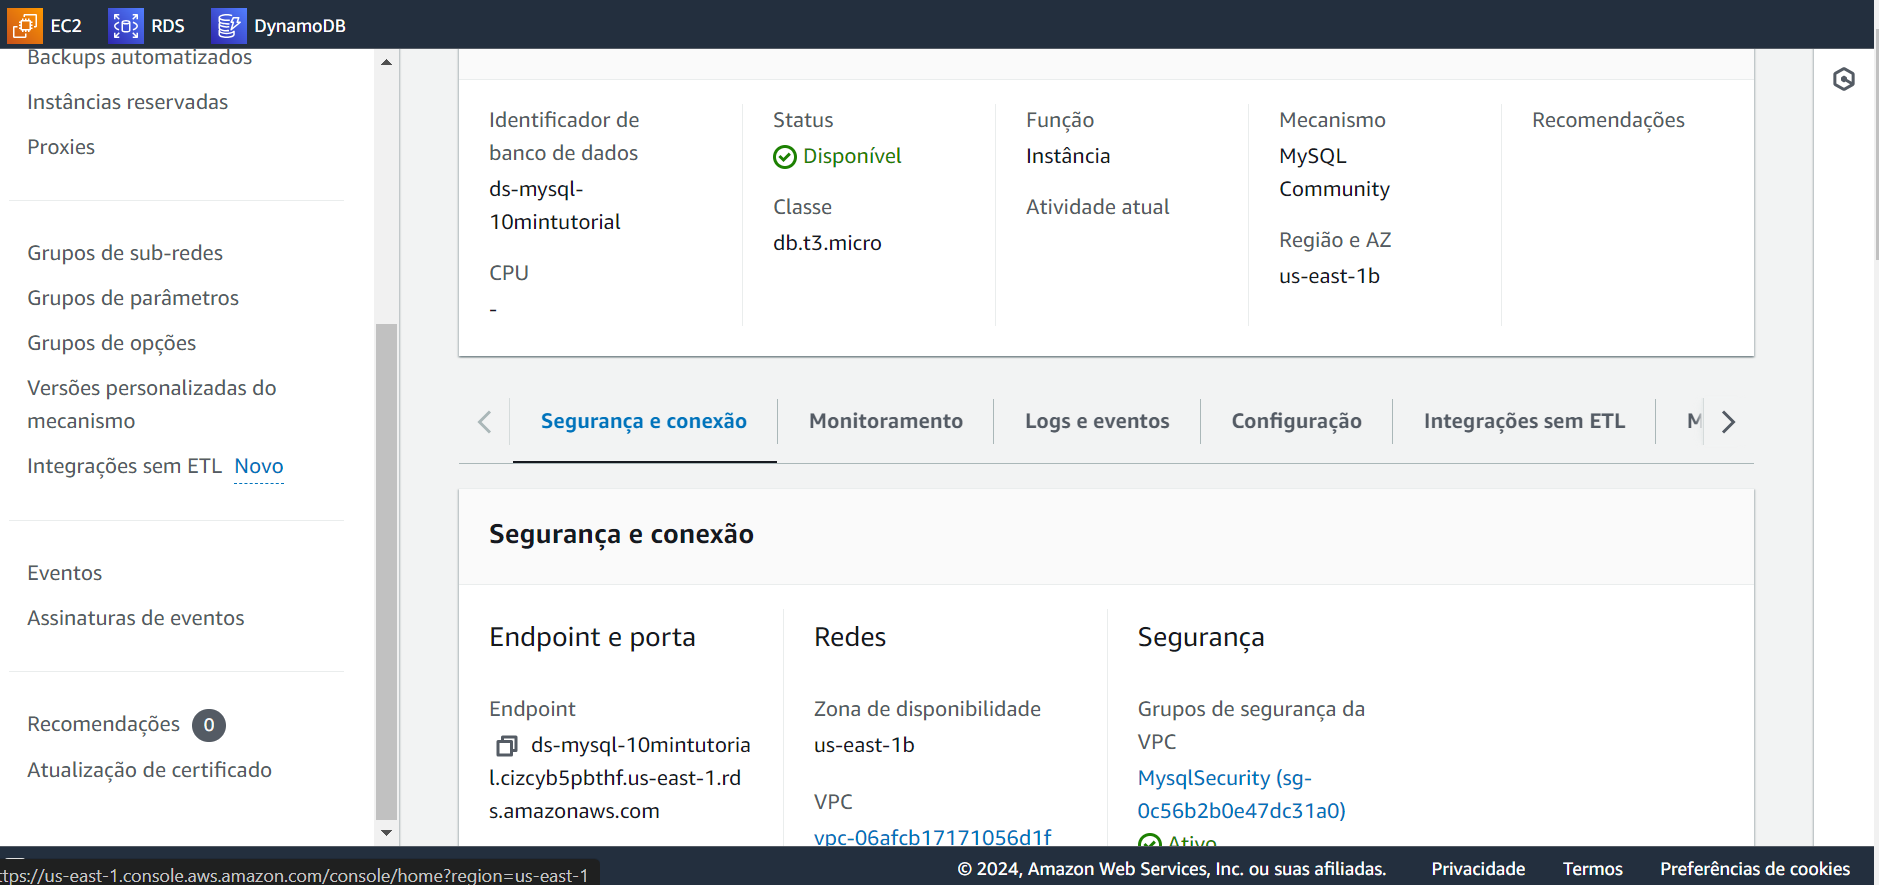 EC2
RDS
DynamoDB
Backups automatizados
Instâncias reservadas
Proxies
Grupos de sub-redes
Grupos de parâmetros
Grupos de opções
Versões personalizadas do
mecanismo
Integrações sem ETL Novo
Eventos
Assinaturas de eventos
Recomendações 0
Atualização de certificado
Identificador de
banco de dados
ds-mysql-
10mintutorial
CPU
-
Status
Disponível
Classe
db.t3.micro
Função
Instância
Atividade atual
Mecanismo
MySQL
Community
Região e AZ
us-east-1b
Recomendações
Segurança e conexão
Monitoramento
Logs e eventos
Configuração
Integrações sem ETL
M
Segurança e conexão
Endpoint e porta
Endpoint
ds-mysql-10mintutoria
l.cizcyb5pbthf.us-east-1.rd
s.amazonaws.com
Redes
Zona de disponibilidade
us-east-1b
VPC
vpc-06afcb17171056d1f
Segurança
Grupos de segurança da
VPC
MysqlSecurity (sg-
0c56b2b0e47dc31a0)
Ativo
ttps://us-east-1.console.aws.amazon.com/console/home?region=us-east-1
© 2024, Amazon Web Services, Inc. ou suas afiliadas.
Privacidade
Termos
Preferências de cookies